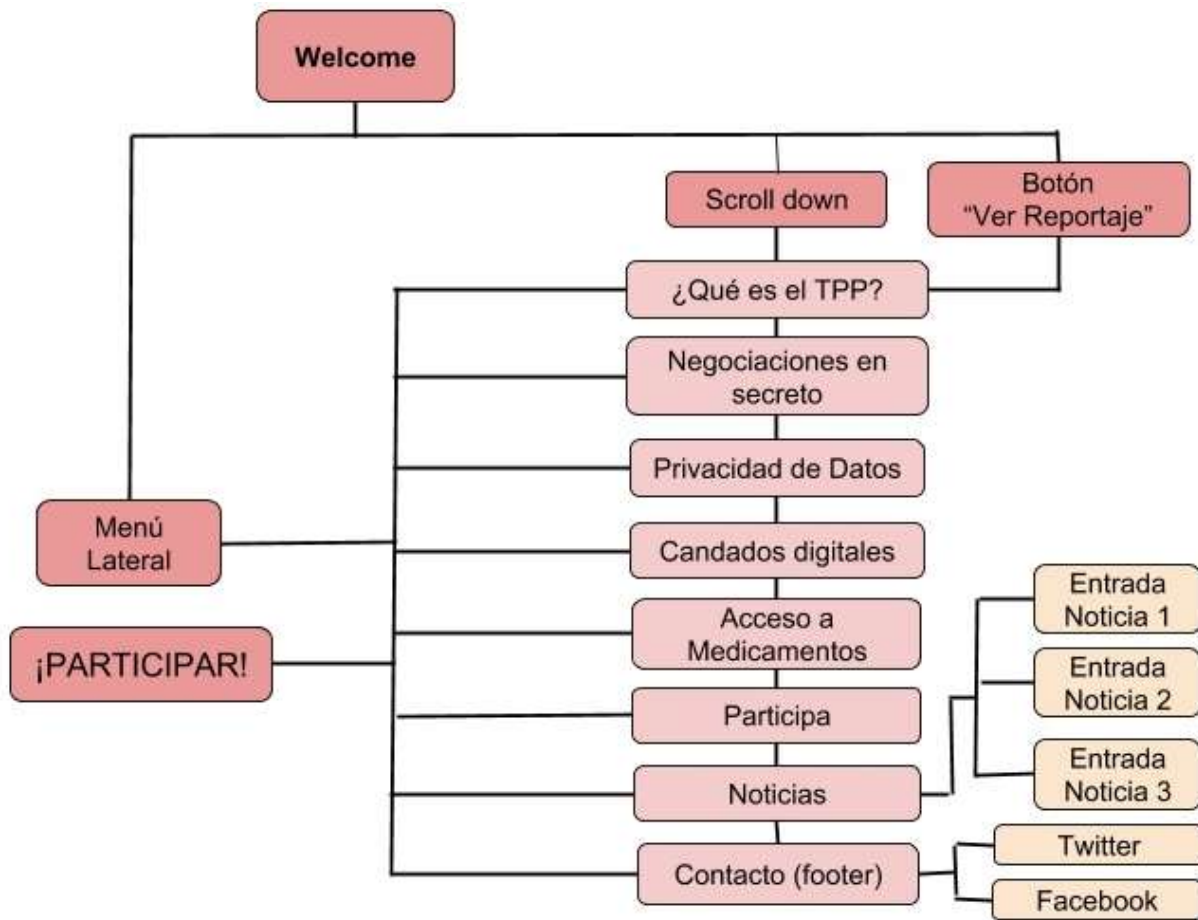 Welcome
Scroll down
Botón
“Ver Reportaje”
¿Qué es el TPP?
Negociaciones en
secreto
Privacidad de Datos
Menú
Lateral
Candados digitales
Entrada
Noticia 1
Acceso a
Medicamentos
¡PARTICIPAR!
Entrada
Noticia 2
Participa
Entrada
Noticia 3
Noticias
Twitter
Contacto (footer)
Facebook